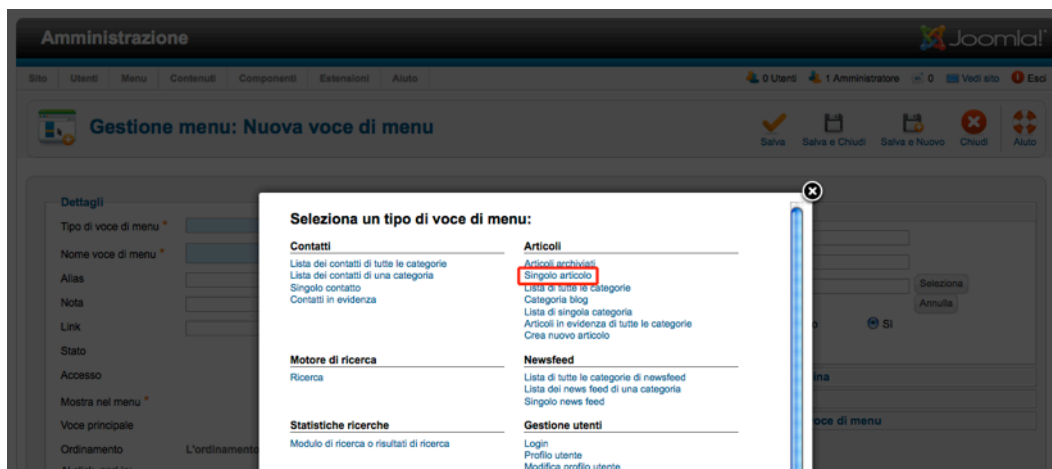 Amministrazione
Joomla!
Sito Utenti Menu Contenuti Componenti Estensioni Aiuto
0 Utenti 1 Amministratore 0 Vedi sito Esci
Gestione menu: Nuova voce di menu
Salva Salva e Chiudi Salva e Nuovo Chiudi Aiuto
Dettagli
Tipo di voce di menu *
Nome voce di menu *
Alias
Nota
Link
Stato
Accesso
Mostra nel menu *
Voce principale
Ordinamento L'ordinamento
Seleziona
Annulla
Sì
ina
voce di menu
Seleziona un tipo di voce di menu:
Contatti
Lista dei contatti di tutte le categorie
Lista dei contatti di una categoria
Singolo contatto
Contatti in evidenza
Articoli
Articoli archiviati
Singolo articolo
Lista di tutte le categorie
Categoria blog
Lista di singola categoria
Articoli in evidenza di tutte le categorie
Crea nuovo articolo
Motore di ricerca
Ricerca
Newsfeed
Lista di tutte le categorie di newsfeed
Lista dei news feed di una categoria
Singolo news feed
Statistiche ricerche
Modulo di ricerca o risultati di ricerca
Gestione utenti
Login
Profilo utente
Modifica profilo utente